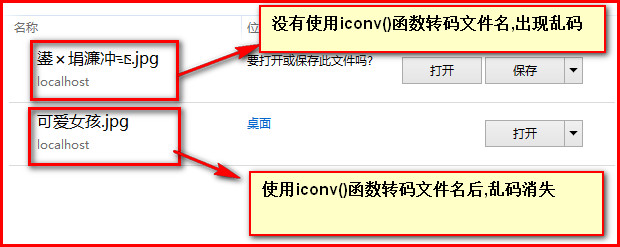 名称
没有使用iconv()函数转码文件名,出现乱码
.jpg
localhost
要打开或保存此文件吗?
打开
保存
可爱女孩.jpg
localhost
桌面
打开
使用iconv()函数转码文件名后,乱码消失